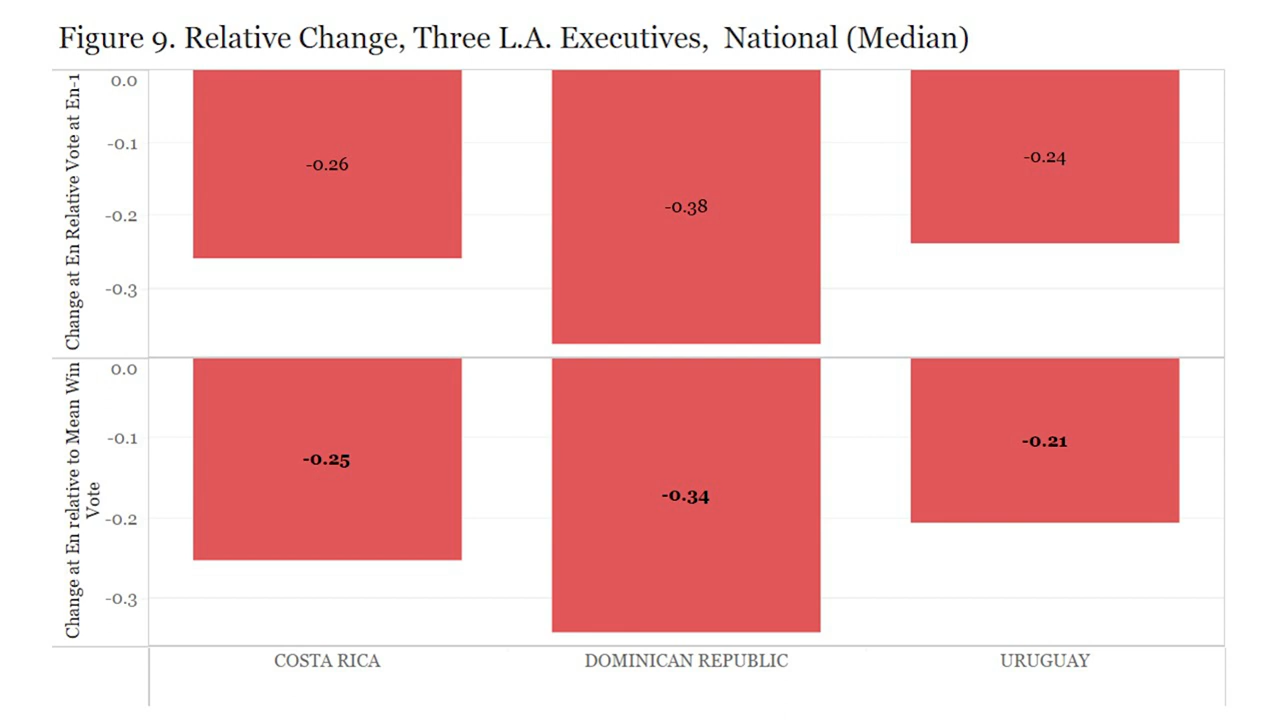 Figure 9. Relative Change, Three L.A. Executives,  National (Median)
Change at En Relative Vote at En-1
0.0
-0.1
-0.2
-0.3
-0.26
-0.38
-0.24
Change at En relative to Mean Win
Vote
0.0
-0.1
-0.2
-0.3
-0.25
-0.34
-0.21
COSTA RICA
DOMINICAN REPUBLIC
URUGUAY